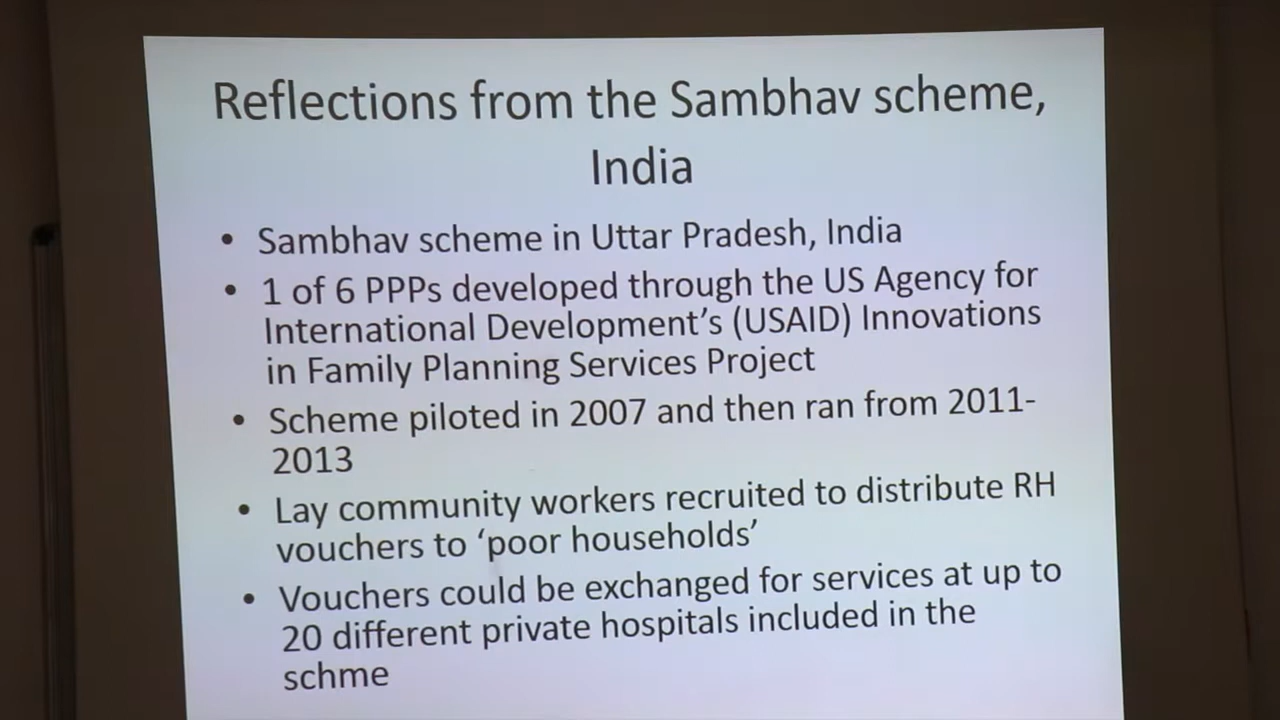 Reflections from the Sambhav scheme,
India
• Sambhav scheme in Uttar Pradesh, India
• 1 of 6 PPPs developed through the US Agency for
International Development's (USAID) Innovations
in Family Planning Services Project
• Scheme piloted in 2007 and then ran from 2011-
2013
• Lay community workers recruited to distribute RH
vouchers to 'poor households'
• Vouchers could be exchanged for services at up to
20 different private hospitals included in the
schme